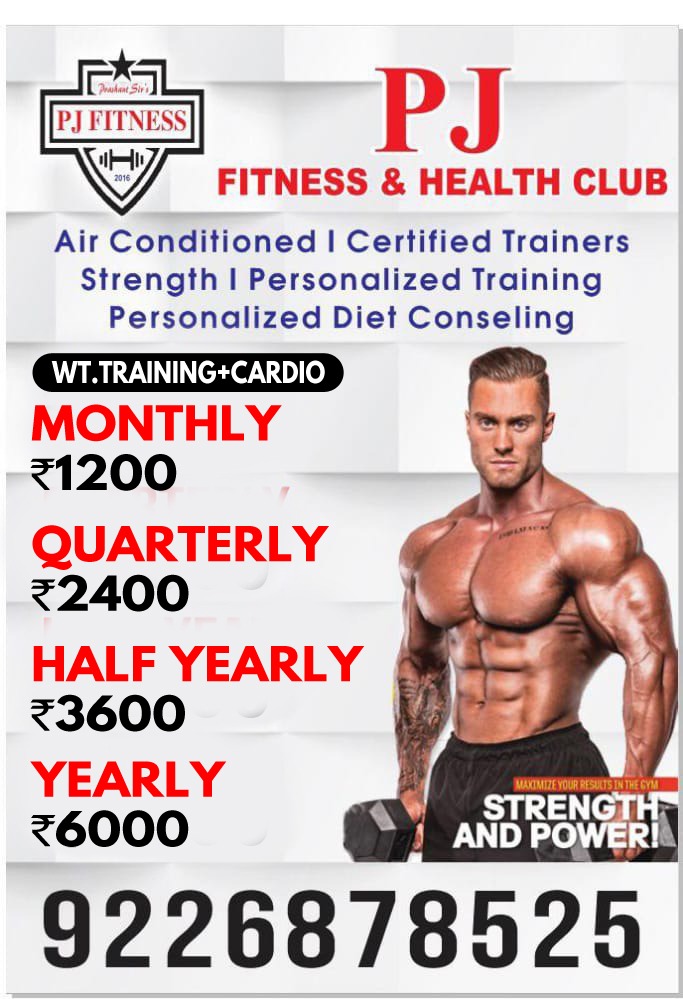 Prashant Sir's
PJ FITNESS
2016
PJ
FITNESS & HEALTH CLUB
Air Conditioned I Certified Trainers
Strength I Personalized Training
Personalized Diet Conseling
WT.TRAINING+CARDIO
MONTHLY
₹1200
QUARTERLY
₹2400
HALF YEARLY
₹3600
YEARLY
₹6000
MAXIMIZE YOUR RESULTS IN THE GYM
STRENGTH
AND POWER!
9226878525